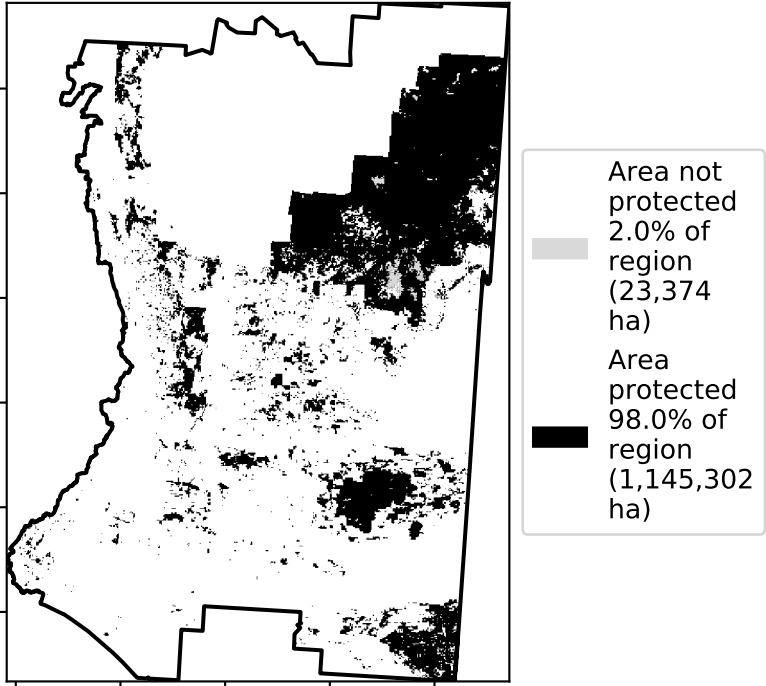 Area not
protected
2.0% of
region
(23,374
ha)
Area
protected
98.0% of
region
(1,145,302
ha)